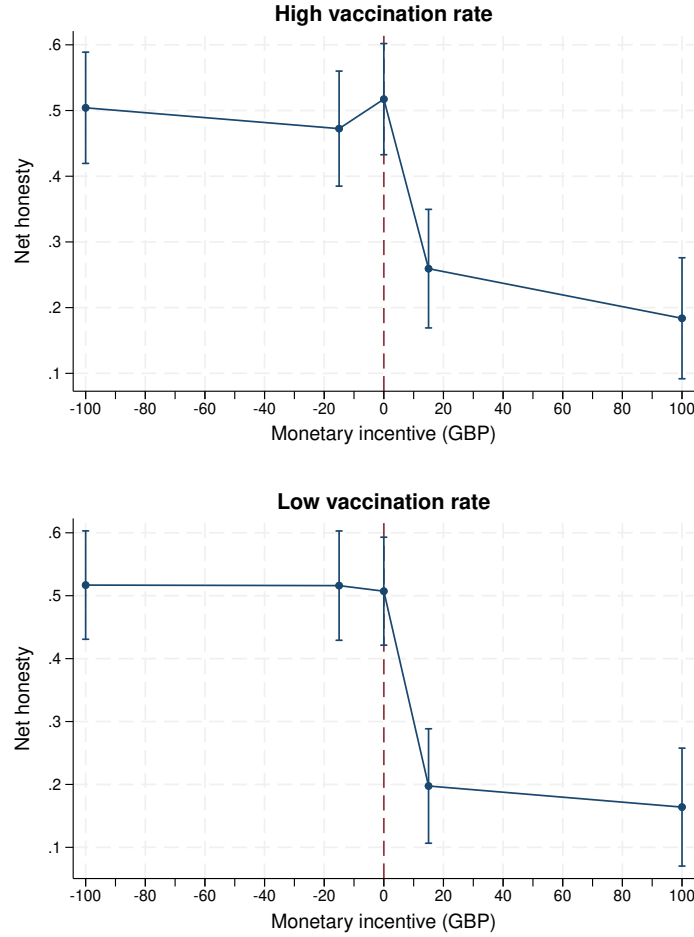 High vaccination rate
.6
.5
.4
.3
.2
.1
Net honesty
-100 -80 -60 -40 -20 0 20 40 60 80 100
Monetary incentive (GBP)
Low vaccination rate
.6
.5
.4
.3
.2
.1
Net honesty
-100 -80 -60 -40 -20 0 20 40 60 80 100
Monetary incentive (GBP)